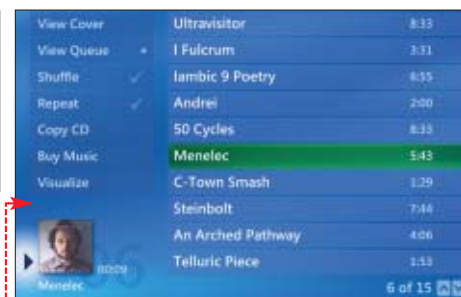 View Cover
View Queue
Shuffle
Repeat
Copy CD
Buy Music
Visualize
Ultravisitor 8:33
I Fulcrum 3:31
Iambic 9 Poetry 6:55
Andrei 2:00
50 Cycles 8:33
Menelec 5:43
C-Town Smash 1:29
Steinbolt 7:44
An Arched Pathway 4:06
Telluric Piece 1:53
06
00:09
Menelec
6 of 15